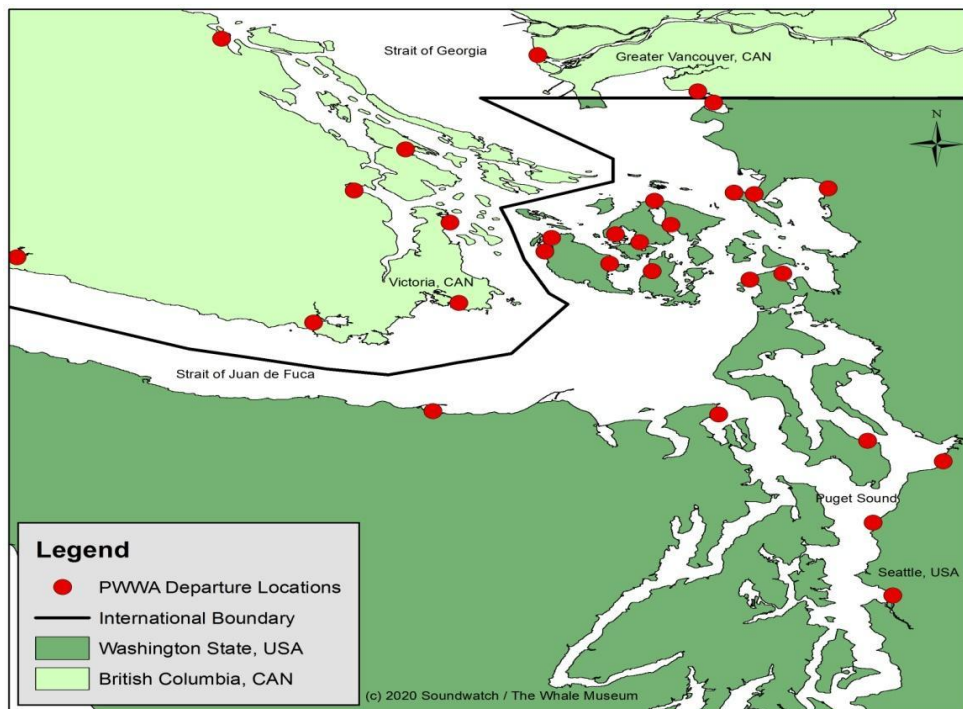 Strait of Georgia
Greater Vancouver, CAN
N
Victoria, CAN
Strait of Juan de Fuca
Puget Sound
Seattle, USA
Legend
PWWA Departure Locations
International Boundary
Washington State, USA
British Columbia, CAN
(c) 2020 Soundwatch / The Whale Museum